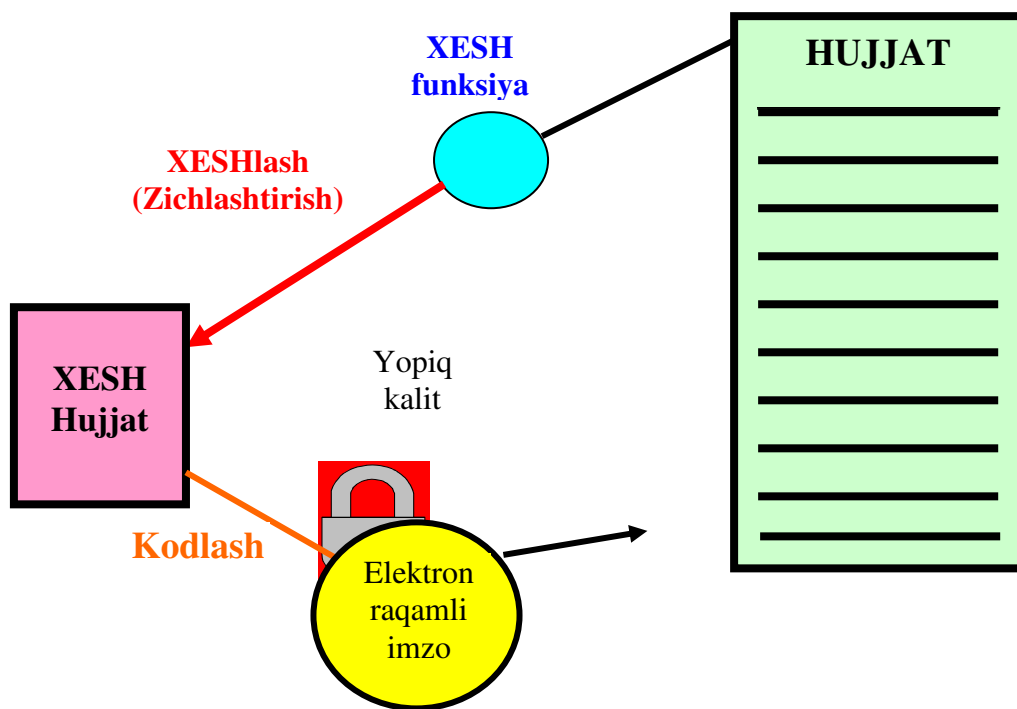 XESH
funksiya
HUJJAT
XESHlash
(Zichlashtirish)
XESH
Hujjat
Yopiq
kalit
Kodlash
Elektron
raqamli
imzo